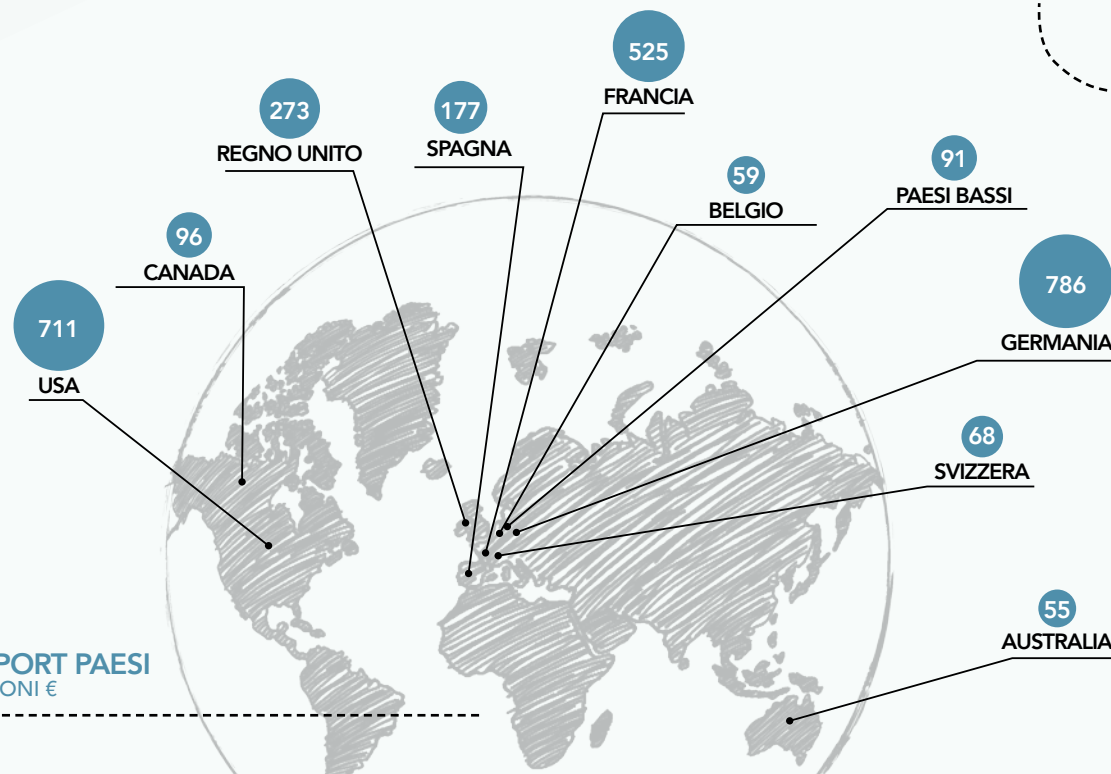 525
FRANCIA
273
REGNO UNITO
177
SPAGNA
59
BELGIO
91
PAESI BASSI
96
CANADA
786
GERMANIA
711
USA
68
SVIZZERA
55
AUSTRALIA
PORT PAESI
ONI €